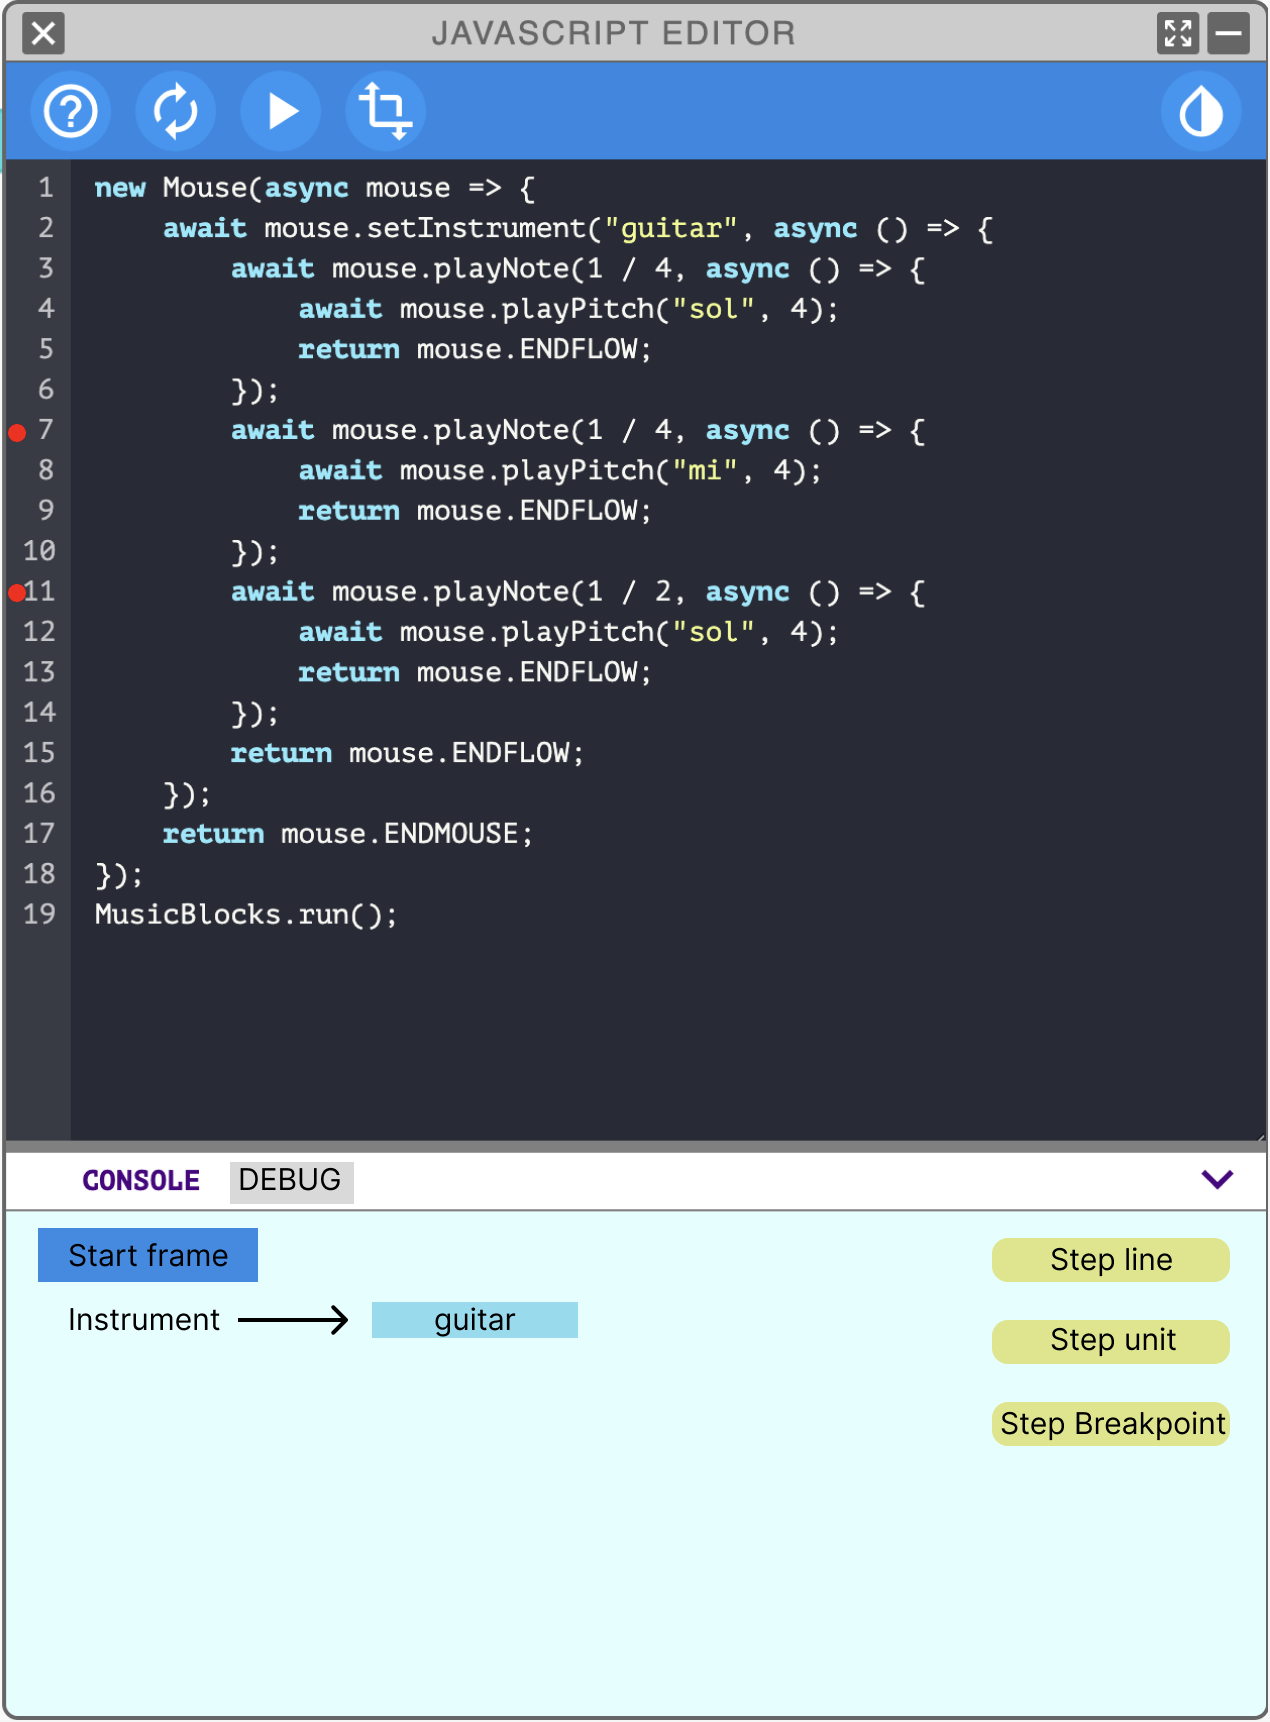 JAVASCRIPT EDITOR
1 new Mouse(async mouse => {
2     await mouse.setInstrument("guitar", async () => {
3         await mouse.playNote(1 / 4, async () => {
4             await mouse.playPitch("sol", 4);
5             return mouse.ENDFLOW;
6         });
7         await mouse.playNote(1 / 4, async () => {
8             await mouse.playPitch("mi", 4);
9             return mouse.ENDFLOW;
10         });
11         await mouse.playNote(1 / 2, async () => {
12             await mouse.playPitch("sol", 4);
13             return mouse.ENDFLOW;
14         });
15         return mouse.ENDFLOW;
16     });
17     return mouse.ENDMOUSE;
18 });
19 MusicBlocks.run();
CONSOLE DEBUG
Start frame
Step line
Instrument guitar
Step unit
Step Breakpoint